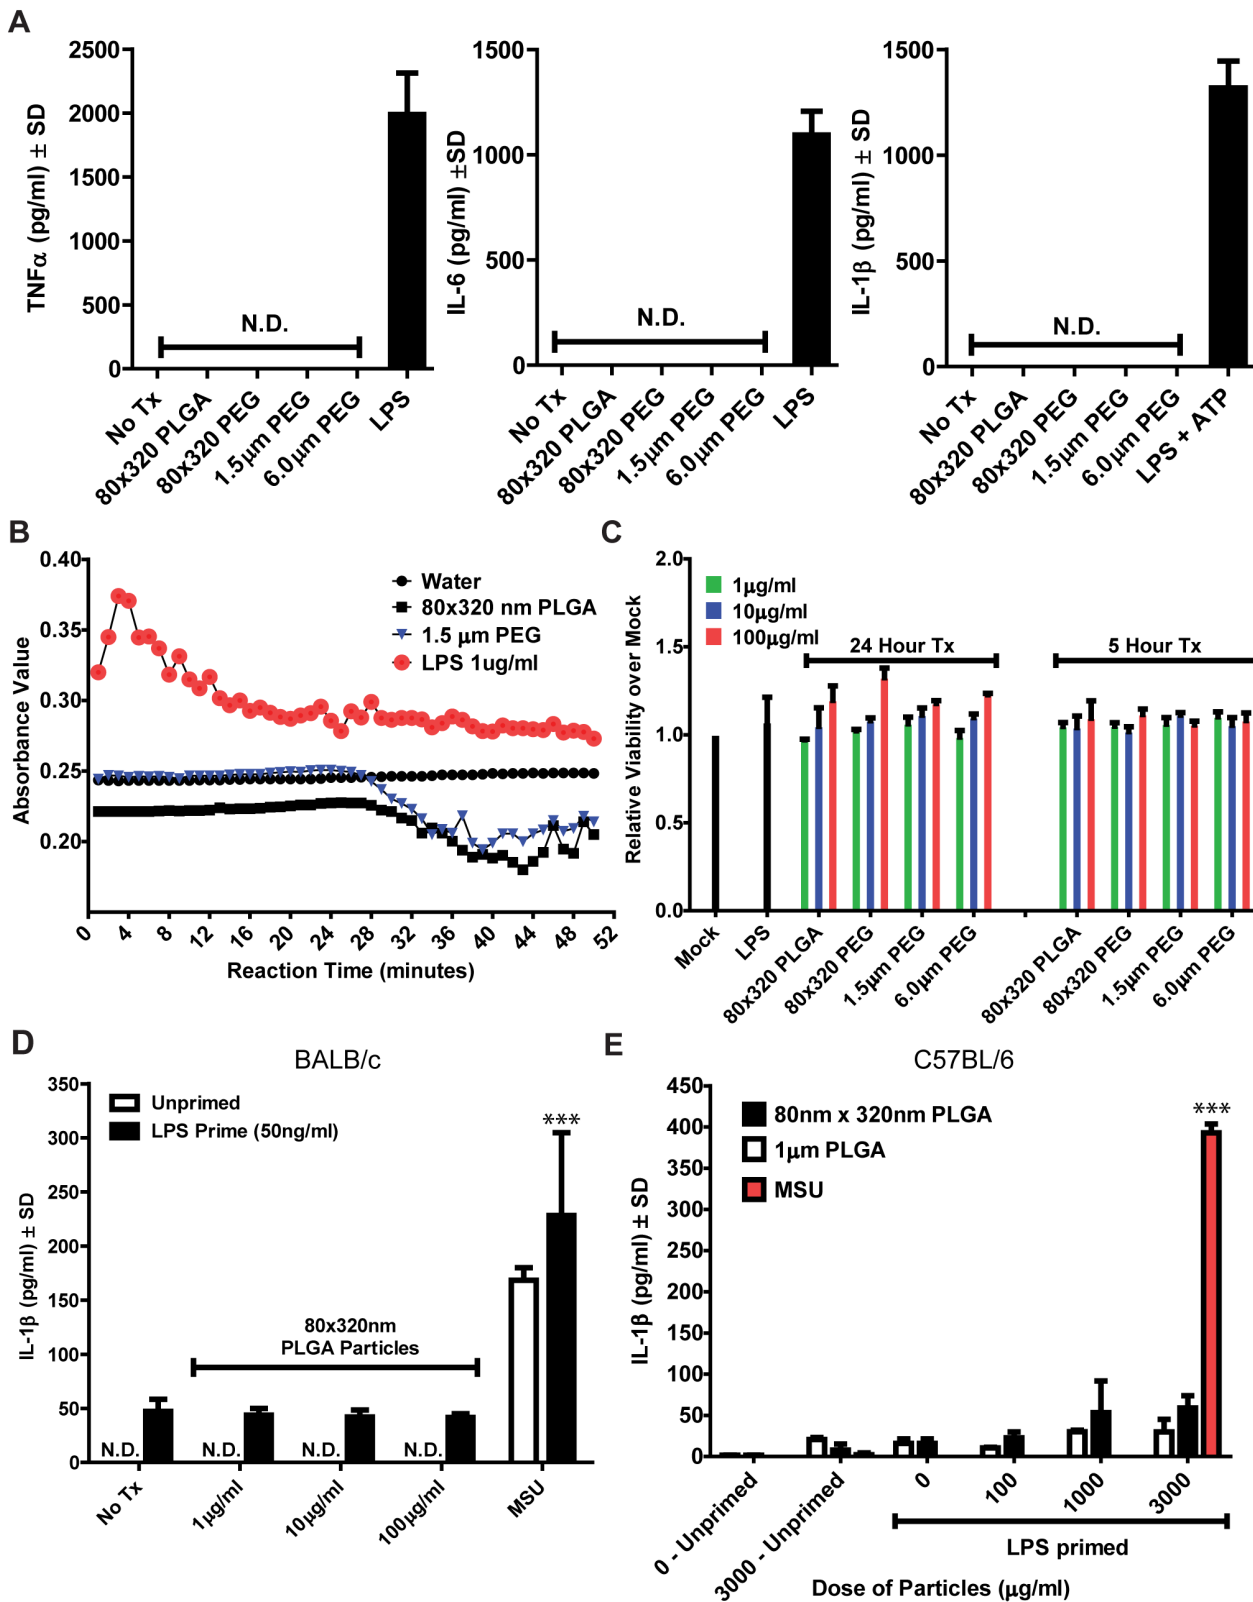 A
TNFα (pg/ml) ± SD
2500
2000
1500
1000
500
0
N.D.
No Tx
80x320 PLGA
80x320 PEG
1.5μm PEG
6.0μm PEG
LPS
IL-6 (pg/ml) ±SD
1500
1000
500
0
N.D.
No Tx
80x320 PLGA
80x320 PEG
1.5μm PEG
6.0μm PEG
LPS
IL-1β (pg/ml) ± SD
1500
1000
500
0
N.D.
No Tx
80x320 PLGA
80x320 PEG
1.5μm PEG
6.0μm PEG
LPS + ATP
B
Absorbance Value
0.40
0.35
0.30
0.25
0.20
Water
80x320 nm PLGA
1.5 μm PEG
LPS 1ug/ml
0 4 8 12 16 20 24 28 32 36 40 44 48 52
Reaction Time (minutes)
C
Relative Viability over Mock
2.0
1.5
1.0
0.5
0.0
1μg/ml
10μg/ml
100μg/ml
24 Hour Tx
5 Hour Tx
Mock
LPS
80x320 PLGA
80x320 PEG
1.5μm PEG
6.0μm PEG
80x320 PLGA
80x320 PEG
1.5μm PEG
6.0μm PEG
D
BALB/c
IL-1β (pg/ml) ± SD
350
300
250
200
150
100
50
0
Unprimed
LPS Prime (50ng/ml)
***
80x320nm
PLGA Particles
N.D. N.D. N.D. N.D.
No Tx
1μg/ml
10μg/ml
100μg/ml
MSU
E
C57BL/6
IL-1β (pg/ml) ± SD
450
400
350
300
250
200
150
100
50
0
80nm x 320nm PLGA
1μm PLGA
MSU
***
0 - Unprimed
3000 - Unprimed
0
100
1000
3000
LPS primed
Dose of Particles (μg/ml)